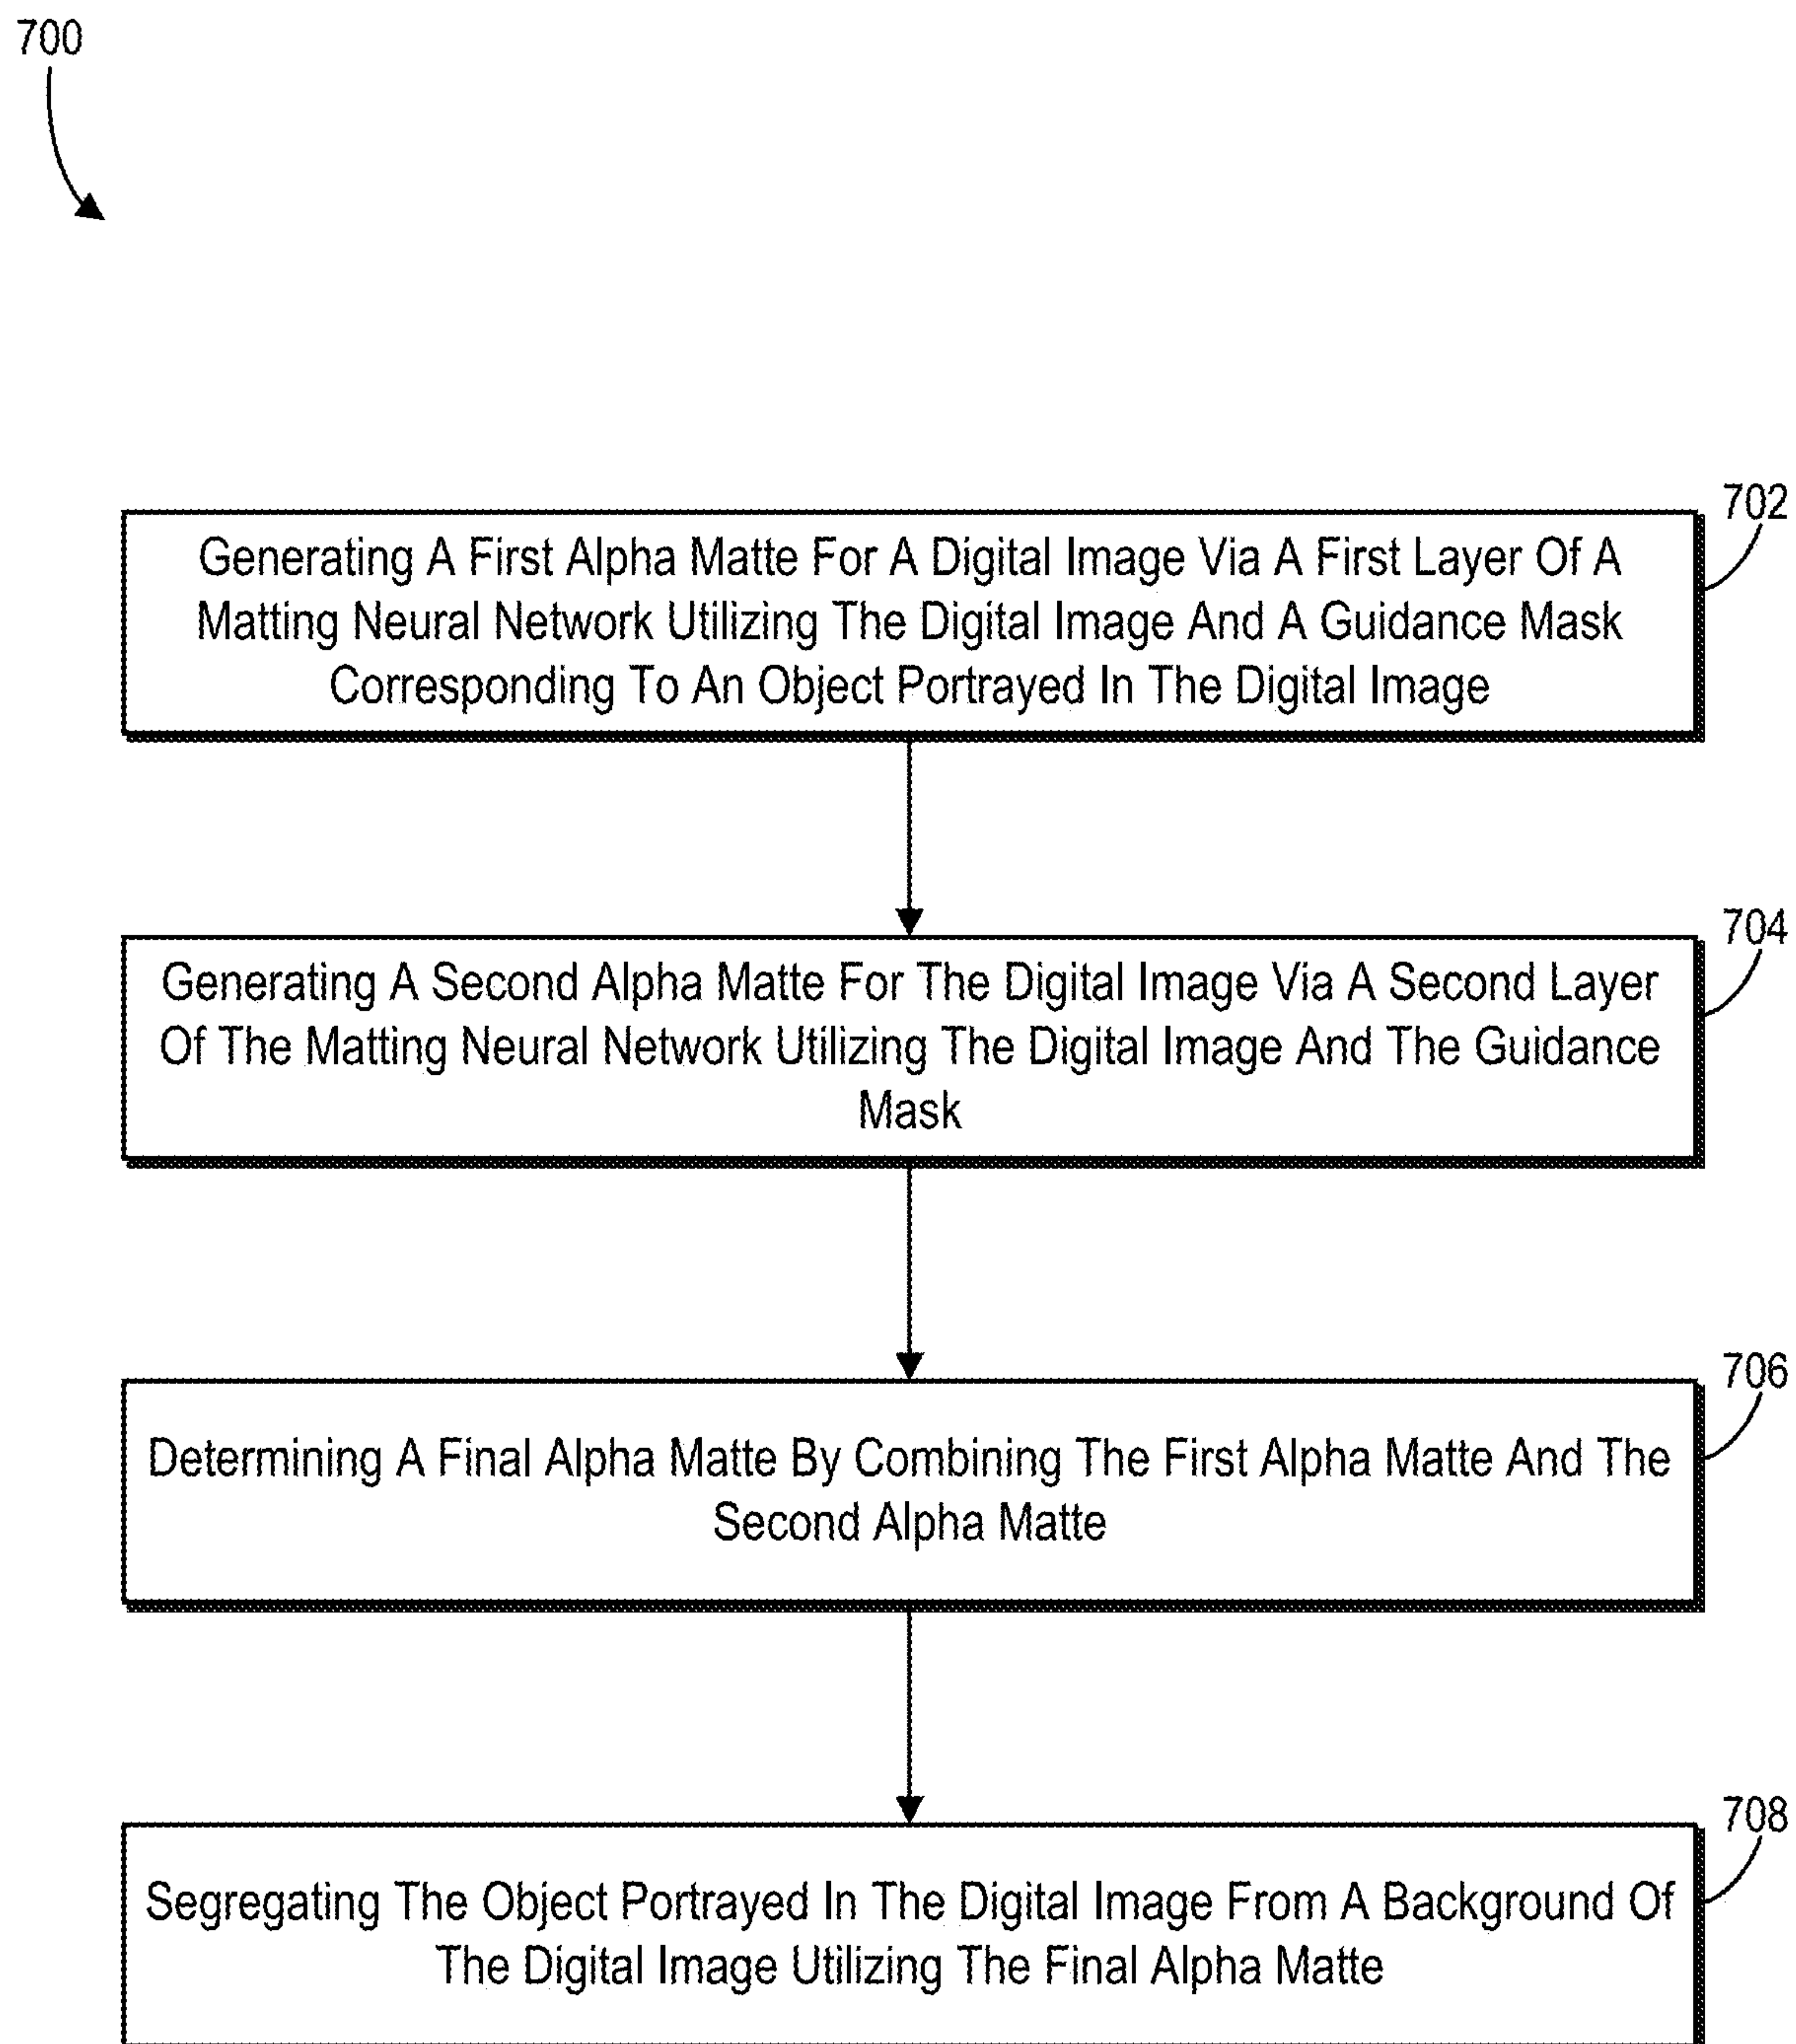 700
702
Generating A First Alpha Matte For A Digital Image Via A First Layer Of A
Matting Neural Network Utilizing The Digital Image And A Guidance Mask
Corresponding To An Object Portrayed In The Digital Image
704
Generating A Second Alpha Matte For The Digital Image Via A Second Layer
Of The Matting Neural Network Utilizing The Digital Image And The Guidance
Mask
706
Determining A Final Alpha Matte By Combining The First Alpha Matte And The
Second Alpha Matte
708
Segregating The Object Portrayed In The Digital Image From A Background Of
The Digital Image Utilizing The Final Alpha Matte